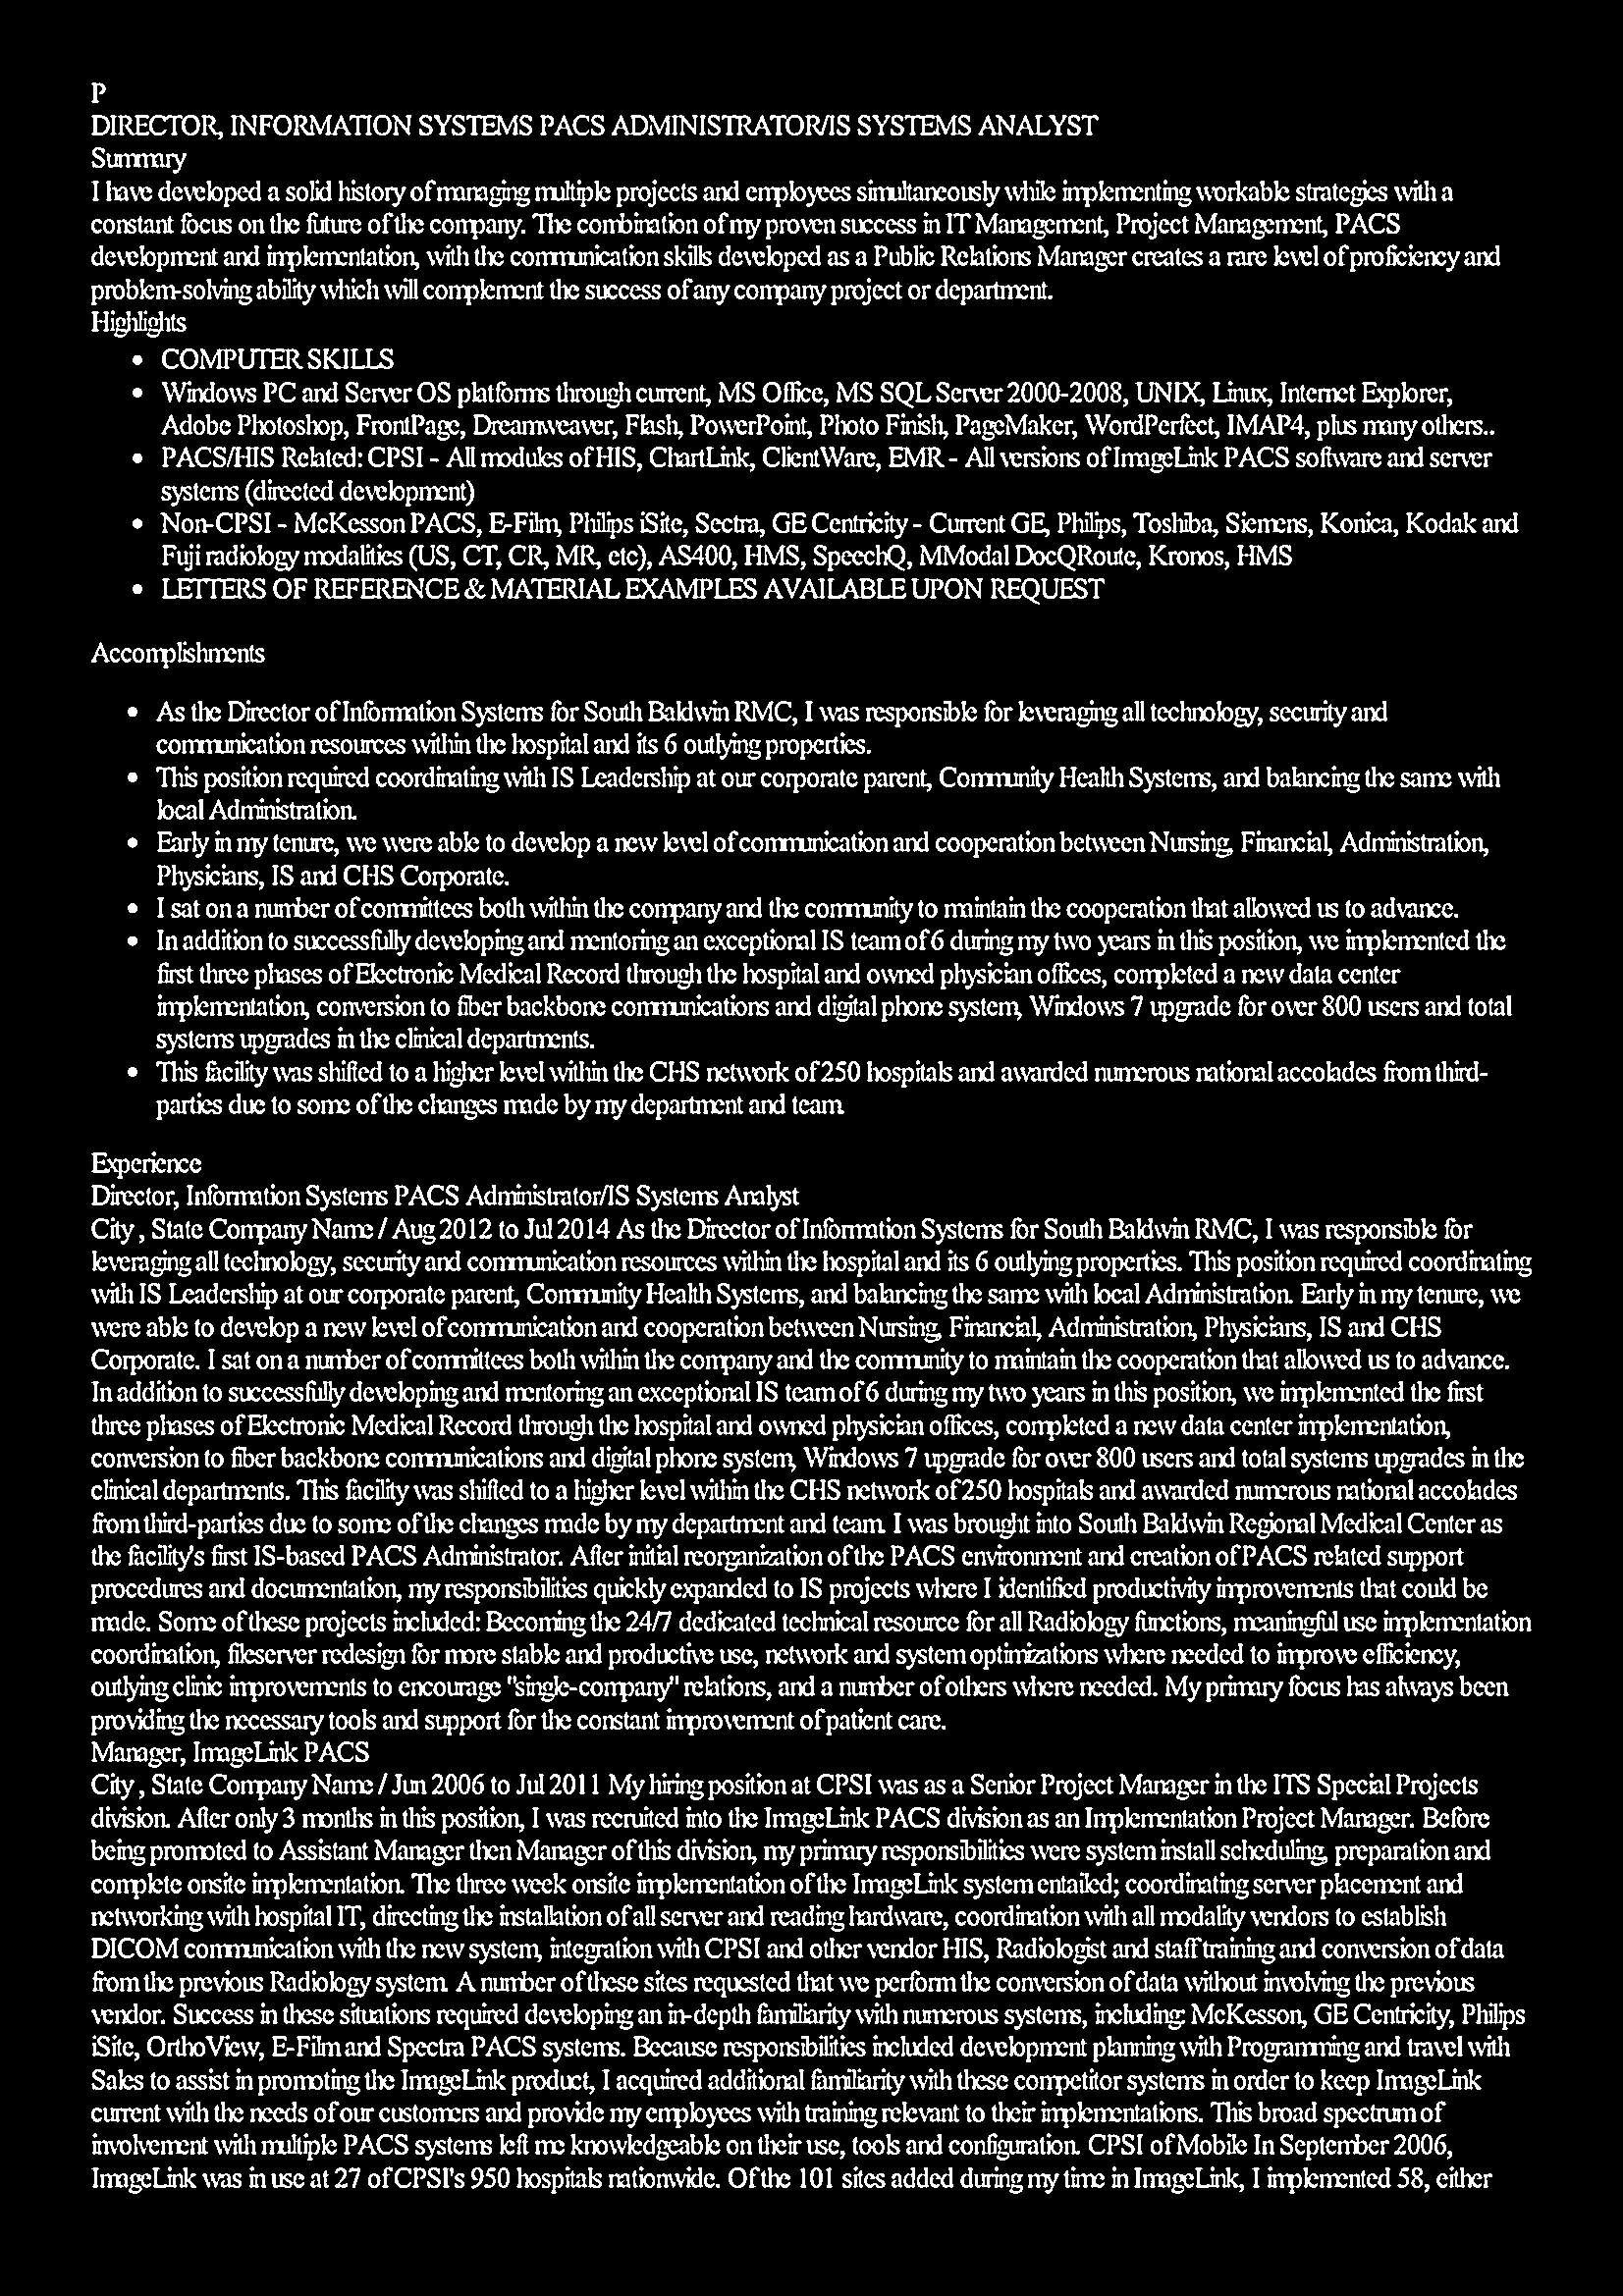 P
DIRECTOR, INFORMATION SYSTEMS PACS ADMINISTRATOR/IS SYSTEMS ANALYST
Summary
I have developed a solid history of managing multiple projects and employees simultaneously while implementing workable strategies with a
constant focus on the future of the company. The combination of my proven success in IT Management, Project Management, PACS
development and implementation, with the communication skills developed as a Public Relations Manager creates a rare level of proficiency and
problem-solving ability which will complement the success of any company project or department.
Highlights
• COMPUTER SKILLS
• Windows PC and Server OS platforms through current, MS Office, MS SQL Server 2000-2008, UNIX, Linux, Internet Explorer,
Adobe Photoshop, FrontPage, Dreamweaver, Flash, PowerPoint, Photo Finish, PageMaker, WordPerfect, IMAP4, plus many others..
• PACS/HIS Related: CPSI - All modules of HIS, ChartLink, ClientWare, EMR - All versions of ImageLink PACS software and server
systems (directed development)
• Non-CPSI - McKesson PACS, E-Film, Philips iSite, Sectra, GE Centricity - Current GE, Philips, Toshiba, Siemens, Konica, Kodak and
Fuji radiology modalities (US, CT, CR, MR, etc), AS400, HMS, SpeechQ, MModal DocQRoute, Kronos, HMS
• LETTERS OF REFERENCE & MATERIAL EXAMPLES AVAILABLE UPON REQUEST
Accomplishments
• As the Director of Information Systems for South Baldwin RMC, I was responsible for leveraging all technology, security and
communication resources within the hospital and its 6 outlying properties.
• This position required coordinating with IS Leadership at our corporate parent, Community Health Systems, and balancing the same with
local Administration.
• Early in my tenure, we were able to develop a new level of communication and cooperation between Nursing, Financial, Administration,
Physicians, IS and CHS Corporate.
• I sat on a number of committees both within the company and the community to maintain the cooperation that allowed us to advance.
• In addition to successfully developing and mentoring an exceptional IS team of 6 during my two years in this position, we implemented the
first three phases of Electronic Medical Record through the hospital and owned physician offices, completed a new data center
implementation, conversion to fiber backbone communications and digital phone system, Windows 7 upgrade for over 800 users and total
systems upgrades in the clinical departments.
• This facility was shifted to a higher level within the CHS network of 250 hospitals and awarded numerous national accolades from third-
parties due to some of the changes made by my department and team.
Experience
Director, Information Systems PACS Administrator/IS Systems Analyst
City , State Company Name / Aug 2012 to Jul 2014 As the Director of Information Systems for South Baldwin RMC, I was responsible for
leveraging all technology, security and communication resources within the hospital and its 6 outlying properties. This position required coordinating
with IS Leadership at our corporate parent, Community Health Systems, and balancing the same with local Administration. Early in my tenure, we
were able to develop a new level of communication and cooperation between Nursing, Financial, Administration, Physicians, IS and CHS
Corporate. I sat on a number of committees both within the company and the community to maintain the cooperation that allowed us to advance.
In addition to successfully developing and mentoring an exceptional IS team of 6 during my two years in this position, we implemented the first
three phases of Electronic Medical Record through the hospital and owned physician offices, completed a new data center implementation,
conversion to fiber backbone communications and digital phone system, Windows 7 upgrade for over 800 users and total systems upgrades in the
clinical departments. This facility was shifted to a higher level within the CHS network of 250 hospitals and awarded numerous national accolades
from third-parties due to some of the changes made by my department and team. I was brought into South Baldwin Regional Medical Center as
the facility's first IS-based PACS Administrator. After initial reorganization of the PACS environment and creation of PACS related support
procedures and documentation, my responsibilities quickly expanded to IS projects where I identified productivity improvements that could be
made. Some of these projects included: Becoming the 24/7 dedicated technical resource for all Radiology functions, meaningful use implementation
coordination, fileserver redesign for more stable and productive use, network and system optimizations where needed to improve efficiency,
outlying clinic improvements to encourage "single-company" relations, and a number of others where needed. My primary focus has always been
providing the necessary tools and support for the constant improvement of patient care.
Manager, ImageLink PACS
City , State Company Name / Jun 2006 to Jul 2011 My hiring position at CPSI was as a Senior Project Manager in the ITS Special Projects
division. After only 3 months in this position, I was recruited into the ImageLink PACS division as an Implementation Project Manager. Before
being promoted to Assistant Manager then Manager of this division, my primary responsibilities were system install scheduling, preparation and
complete onsite implementation. The three week onsite implementation of the ImageLink system entailed; coordinating server placement and
networking with hospital IT, directing the installation of all server and reading hardware, coordination with all modality vendors to establish
DICOM communication with the new system, integration with CPSI and other vendor HIS, Radiologist and staff training and conversion of data
from the previous Radiology system. A number of these sites requested that we perform the conversion of data without involving the previous
vendor. Success in these situations required developing an in-depth familiarity with numerous systems, including: McKesson, GE Centricity, Philips
iSite, OrthoView, E-Film and Spectra PACS systems. Because responsibilities included development planning with Programming and travel with
Sales to assist in promoting the ImageLink product, I acquired additional familiarity with these competitor systems in order to keep ImageLink
current with the needs of our customers and provide my employees with training relevant to their implementations. This broad spectrum of
involvement with multiple PACS systems left me knowledgeable on their use, tools and configuration. CPSI of Mobile In September 2006,
ImageLink was in use at 27 of CPSI's 950 hospitals nationwide. Of the 101 sites added during my time in ImageLink, I implemented 58, either